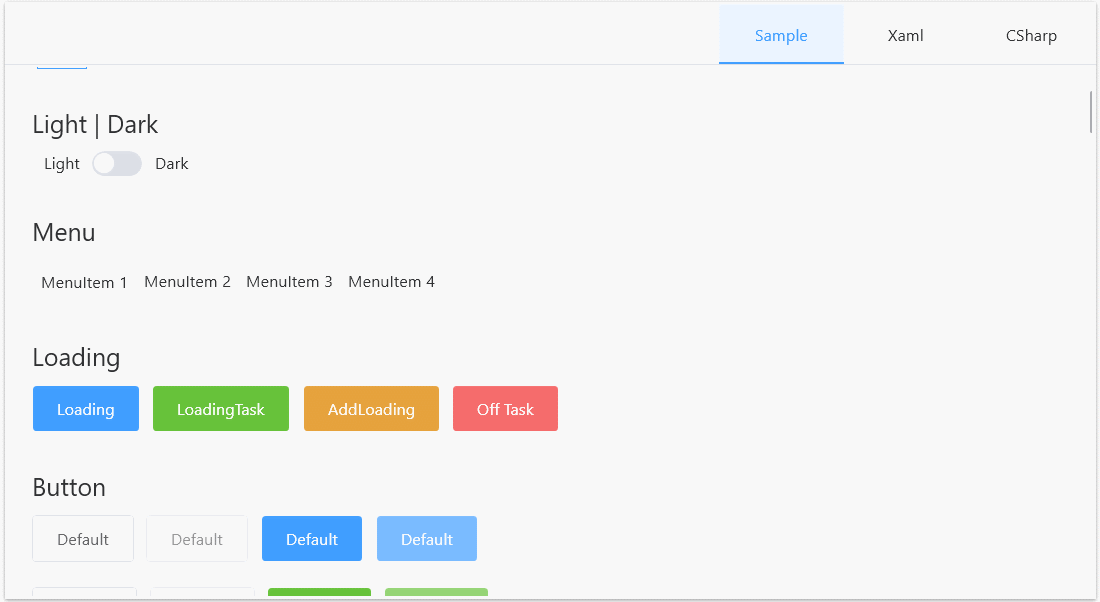 Sample Xaml CSharp
Light | Dark
Light Dark
Menu
MenuItem 1 MenuItem 2 MenuItem 3 MenuItem 4
Loading
Loading LoadingTask AddLoading Off Task
Button
Default Default Default Default